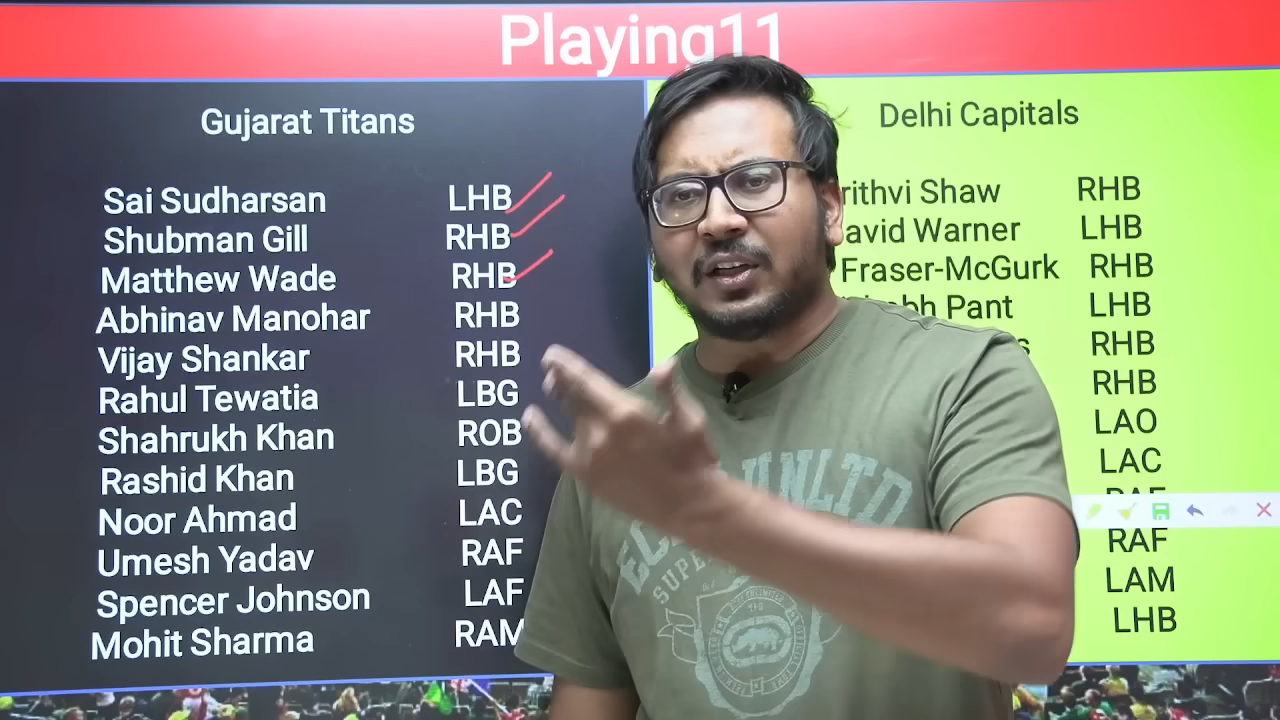 Playing11
Gujarat Titans
Sai Sudharsan LHB
Shubman Gill RHB
Matthew Wade RHB
Abhinav Manohar RHB
Vijay Shankar RHB
Rahul Tewatia LBG
Shahrukh Khan ROB
Rashid Khan LBG
Noor Ahmad LAC
Umesh Yadav RAF
Spencer Johnson LAF
Mohit Sharma RAM
Delhi Capitals
rithvi Shaw RHB
avid Warner LHB
Fraser-McGurk RHB
bh Pant LHB
s RHB
RHB
LAO
LAC
RAF
RAF
LAM
LHB
UNLTD